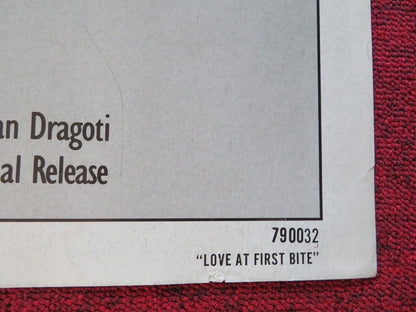 an Dragoti
al Release
790032
"LOVE AT FIRST BITE"